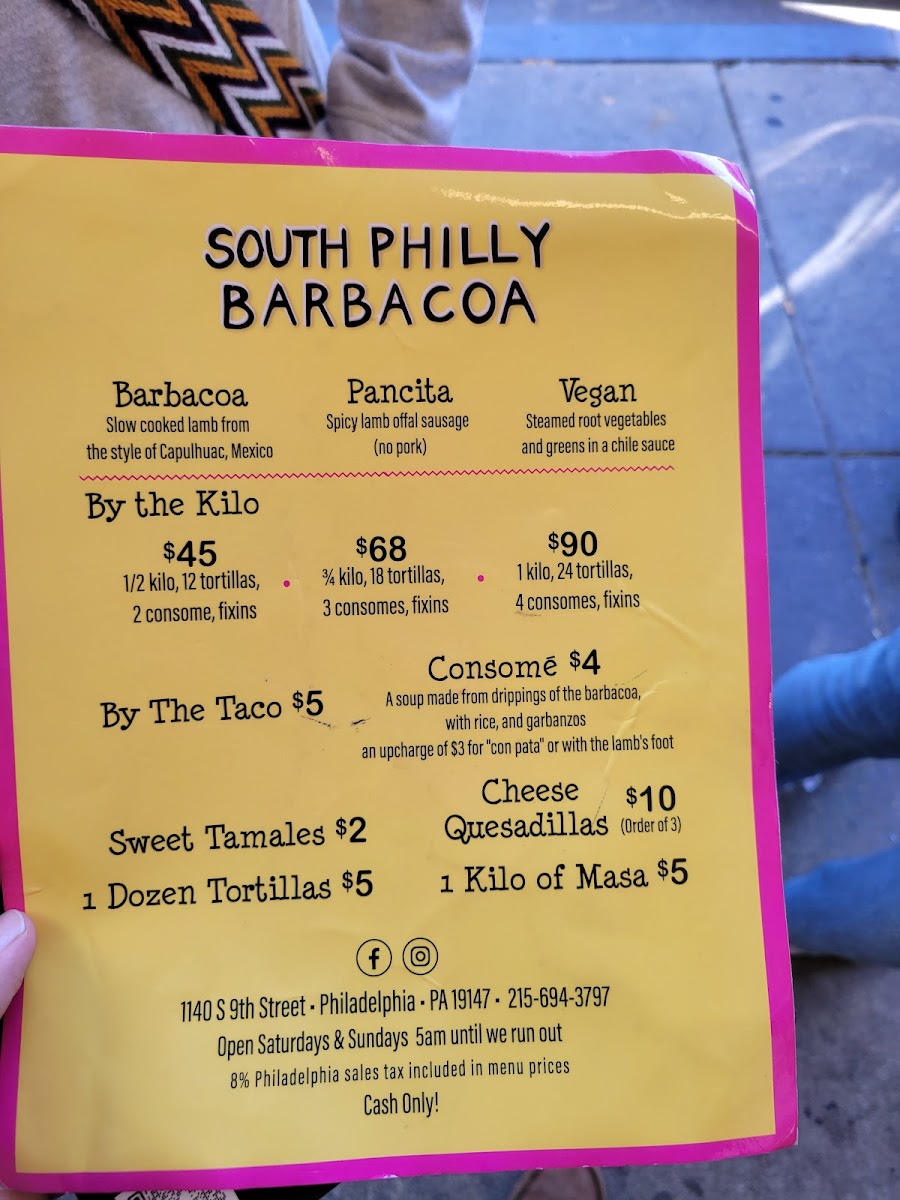 SOUTH PHILLY
BARBACOA
Barbacoa
Slow cooked lamb from
the style of Capulhuac, Mexico
Pancita
Spicy lamb offal sausage
(no pork)
Vegan
Steamed root vegetables
and greens in a chile sauce
By the Kilo
$45
1/2 kilo, 12 tortillas,
2 consome, fixins
$68
¾ kilo, 18 tortillas,
3 consomes, fixins
$90
1 kilo, 24 tortillas,
4 consomes, fixins
By The Taco $5
Consomé $4
A soup made from drippings of the barbacoa,
with rice, and garbanzos
an upcharge of $3 for "con pata" or with the lamb's foot
Sweet Tamales $2
Cheese
Quesadillas $10
(Order of 3)
1 Dozen Tortillas $5
1 Kilo of Masa $5
1140 S 9th Street • Philadelphia • PA 19147 • 215-694-3797
Open Saturdays & Sundays 5am until we run out
8% Philadelphia sales tax included in menu prices
Cash Only!